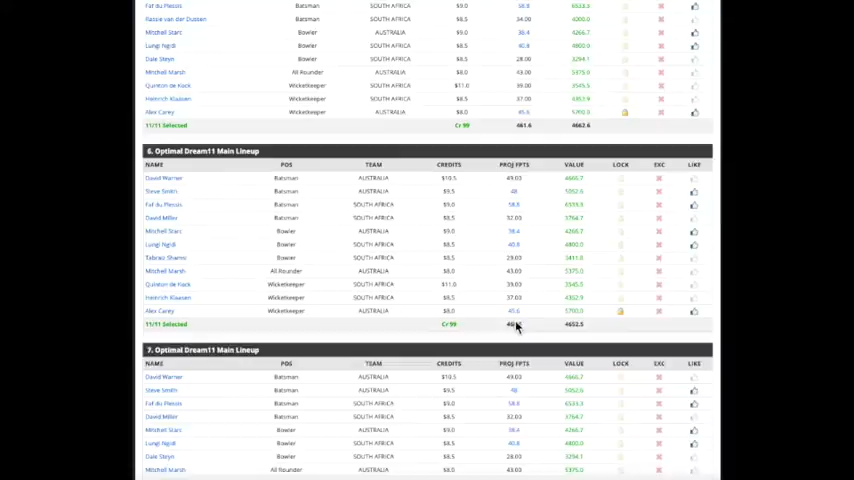 Faf du Plessis Batsman SOUTH AFRICA $9.0 58.8 6533.3
Rassie van der Dussen Batsman SOUTH AFRICA $8.5 34.00 4000.0
Mitchell Starc Bowler AUSTRALIA $9.0 38.4 4266.7
Lungi Ngidi Bowler SOUTH AFRICA $8.5 40.8 4800.0
Dale Steyn Bowler SOUTH AFRICA $8.5 28.00 3294.1
Mitchell Marsh All Rounder AUSTRALIA $8.0 43.00 5375.0
Quinton de Kock Wicketkeeper SOUTH AFRICA $11.0 39.00 3545.5
Heinrich Klaasen Wicketkeeper SOUTH AFRICA $8.5 37.00 4352.9
Alex Carey Wicketkeeper AUSTRALIA $8.0 45.6 5700.0
11/11 Selected Cr 99 461.6 4662.6
6. Optimal Dream11 Main Lineup
NAME POS TEAM CREDITS PROJ FPTS VALUE LOCK EXC LIKE
David Warner Batsman AUSTRALIA $10.5 49.00 4666.7
Steve Smith Batsman AUSTRALIA $9.5 48 5052.6
Faf du Plessis Batsman SOUTH AFRICA $9.0 58.8 6533.3
David Miller Batsman SOUTH AFRICA $8.5 32.00 3764.7
Mitchell Starc Bowler AUSTRALIA $9.0 38.4 4266.7
Lungi Ngidi Bowler SOUTH AFRICA $8.5 40.8 4800.0
Tabraiz Shamsi Bowler SOUTH AFRICA $8.5 29.00 3411.8
Mitchell Marsh All Rounder AUSTRALIA $8.0 43.00 5375.0
Quinton de Kock Wicketkeeper SOUTH AFRICA $11.0 39.00 3545.5
Heinrich Klaasen Wicketkeeper SOUTH AFRICA $8.5 37.00 4352.9
Alex Carey Wicketkeeper AUSTRALIA $8.0 45.6 5700.0
11/11 Selected Cr 99 4652.5
7. Optimal Dream11 Main Lineup
NAME POS TEAM CREDITS PROJ FPTS VALUE LOCK EXC LIKE
David Warner Batsman AUSTRALIA $10.5 49.00 4666.7
Steve Smith Batsman AUSTRALIA $9.5 48 5052.6
Faf du Plessis Batsman SOUTH AFRICA $9.0 58.8 6533.3
David Miller Batsman SOUTH AFRICA $8.5 32.00 3764.7
Mitchell Starc Bowler AUSTRALIA $9.0 38.4 4266.7
Lungi Ngidi Bowler SOUTH AFRICA $8.5 40.8 4800.0
Dale Steyn Bowler SOUTH AFRICA $8.5 28.00 3294.1
Mitchell Marsh All Rounder AUSTRALIA $8.0 43.00 5375.0